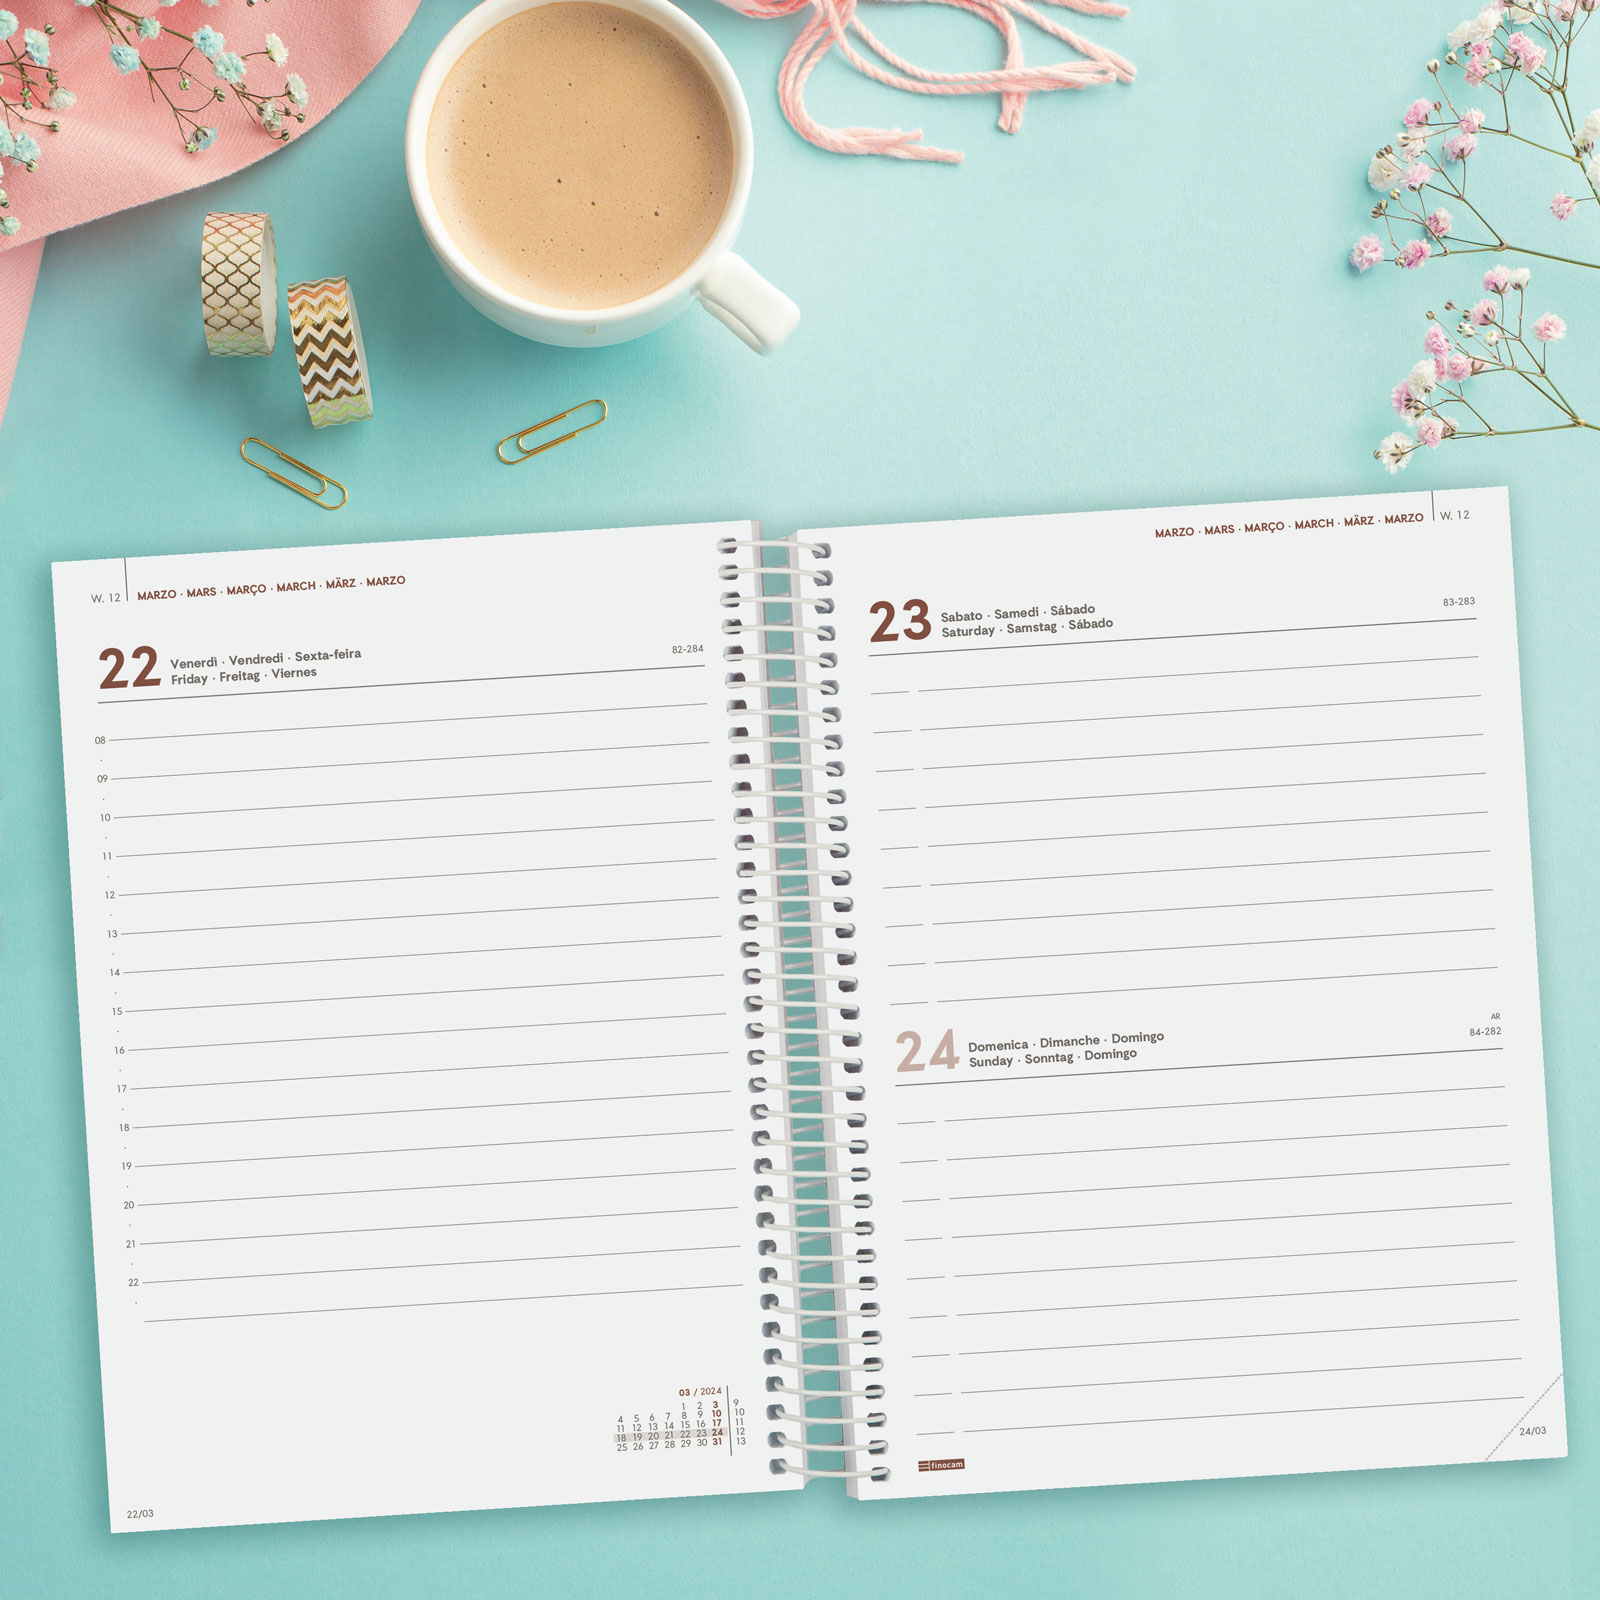 W. 12 MARZO · MARS · MARÇO · MARCH · MÄRZ · MARZO
22 Venerdì · Vendredi · Sexta-feira
Friday · Freitag · Viernes
82-284
08
09
10
11
12
13
14
15
16
17
18
19
20
21
22
03 / 2024
1 2 3 9
4 5 6 7 8 9 10 10
11 12 13 14 15 16 17 11
18 19 20 21 22 23 24 12
25 26 27 28 29 30 31 13
22/03
MARZO · MARS · MARÇO · MARCH · MÄRZ · MARZO W. 12
23 Sabato · Samedi · Sábado
Saturday · Samstag · Sábado
83-283
24 Domenica · Dimanche · Domingo
Sunday · Sonntag · Domingo
AR
84-282
finocam
24/03